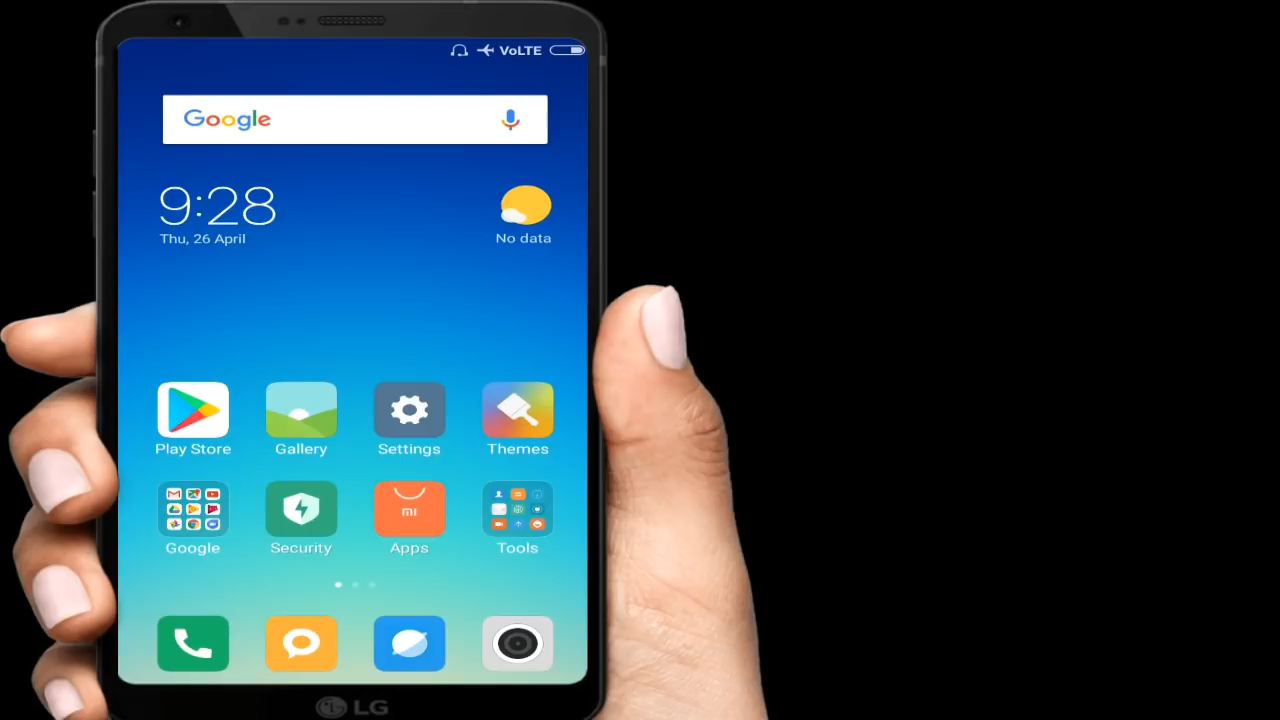 VoLTE
Google
9:28
Thu, 26 April
No data
Play Store
Gallery
Settings
Themes
MI
Google
Security
Apps
Tools
LG